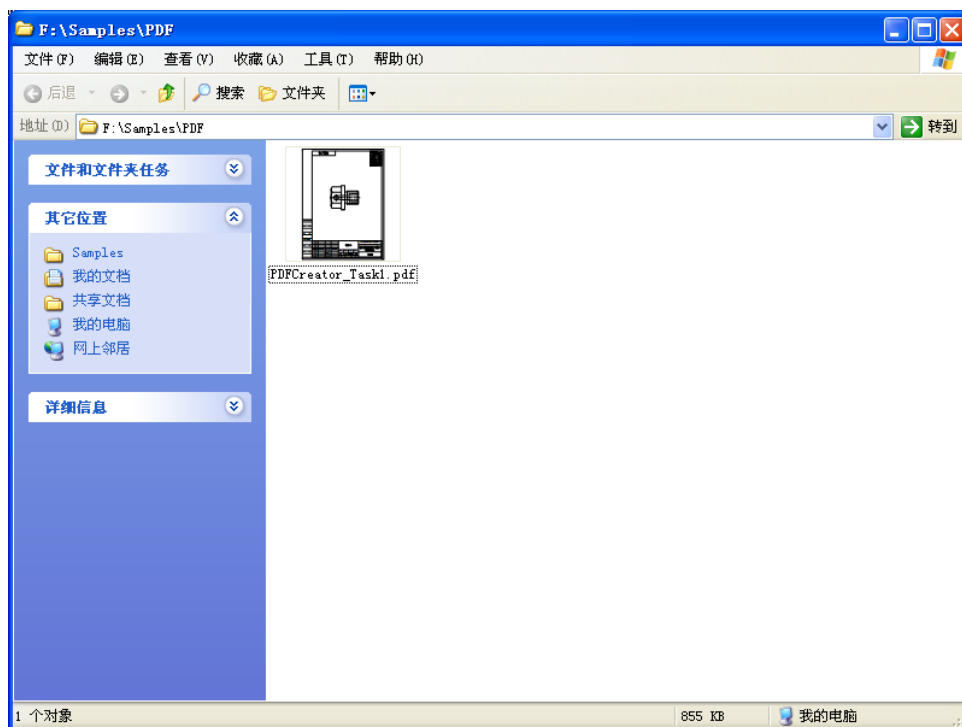 F:\Samples\PDF
文件(F) 编辑(E) 查看(V) 收藏(A) 工具(T) 帮助(H)
后退 搜索 文件夹
地址(D) F:\Samples\PDF 转到
文件和文件夹任务
其它位置
Samples
我的文档
共享文档
我的电脑
网上邻居
详细信息
PDFCreator_Task1.pdf
1 个对象 855 KB 我的电脑